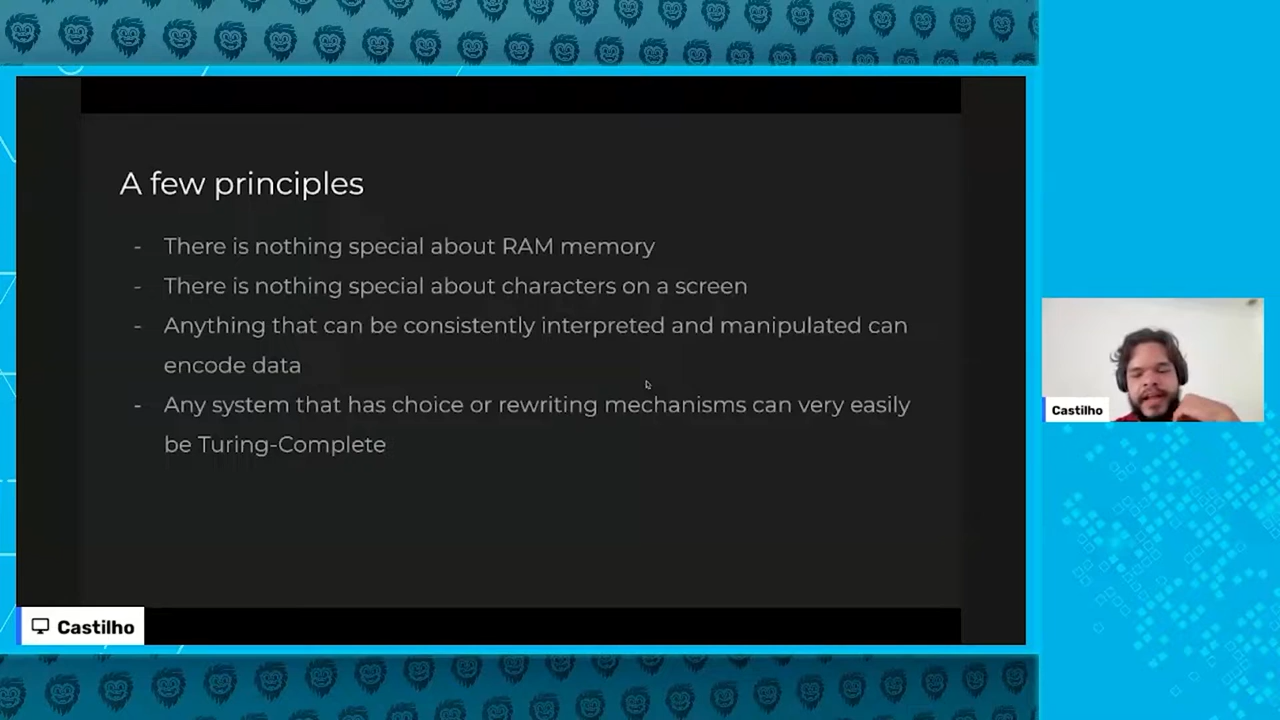 A few principles
- There is nothing special about RAM memory
- There is nothing special about characters on a screen
- Anything that can be consistently interpreted and manipulated can
encode data
- Any system that has choice or rewriting mechanisms can very easily
be Turing-Complete
Castilho
Castilho